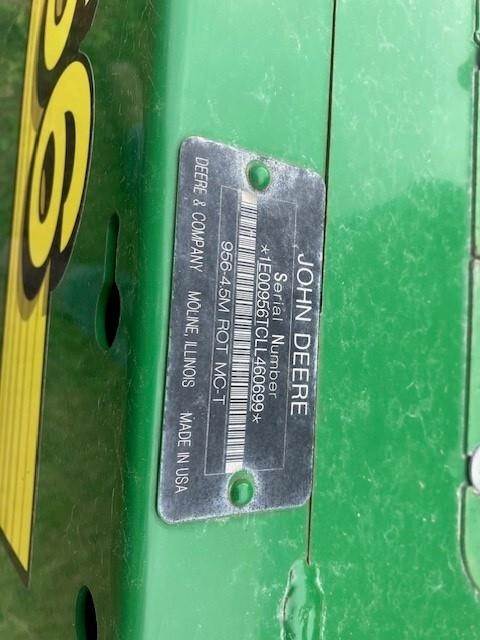 JOHN DEERE
Serial Number
*1E00956TCLL460699*
956-4.5M ROT MC-T
DEERE & COMPANY MOLINE, ILLINOIS MADE IN USA